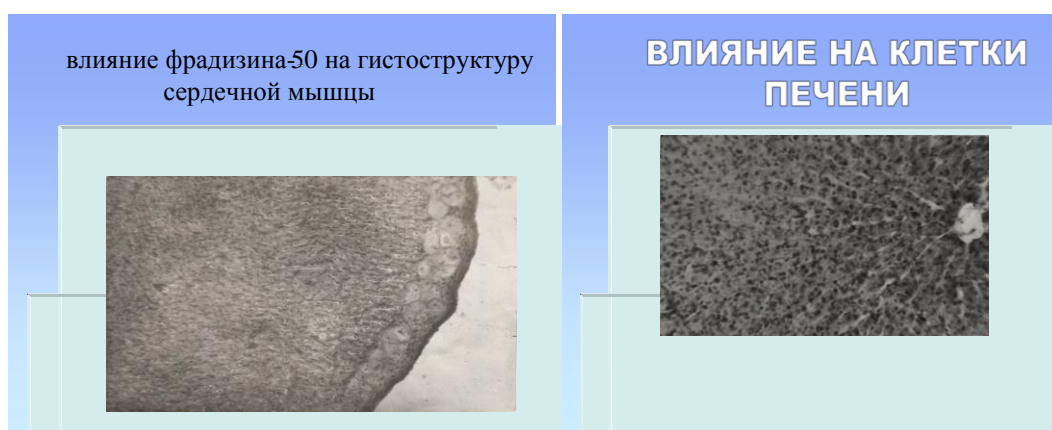 влияние фрадизина-50 на гистоструктуру
сердечной мышцы
ВЛИЯНИЕ НА КЛЕТКИ
ПЕЧЕНИ